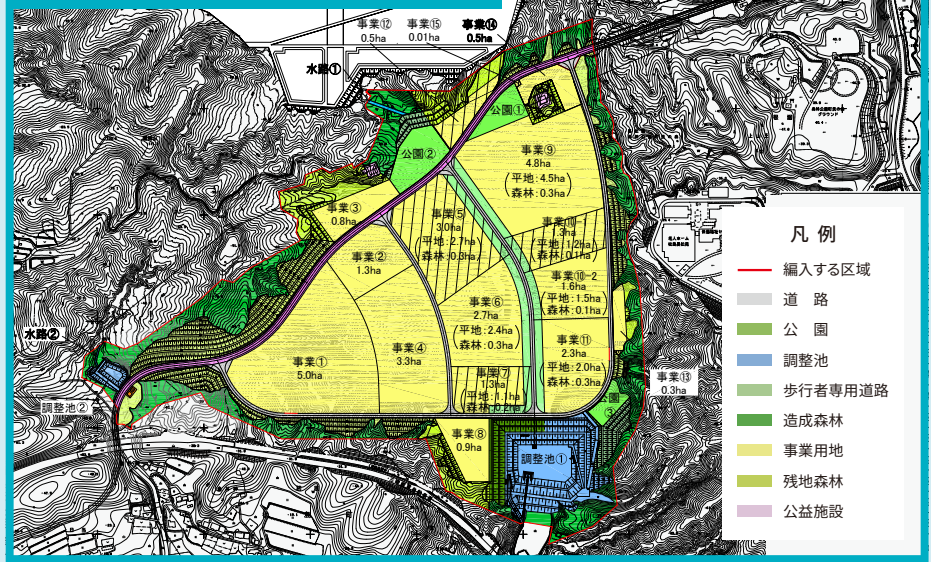 事業⑫
0.5ha
事業⑮
0.01ha
事業⑭
0.5ha
水路①
公園①
公園②
事業⑨
4.8ha
(平地:4.5ha
森林:0.3ha)
事業③
0.8ha
事業⑤
3.0ha
(平地:2.7ha
森林:0.3ha)
事業⑩-1
1.3ha
(平地:1.2ha
森林:0.1ha)
事業②
1.3ha
事業⑩-2
1.6ha
(平地:1.5ha
森林:0.1ha)
事業⑥
2.7ha
(平地:2.4ha
森林:0.3ha)
水路②
事業①
5.0ha
事業④
3.3ha
事業⑪
2.3ha
(平地:2.0ha
森林:0.3ha)
事業⑦
1.3ha
(平地:1.1ha
森林:0.2ha)
事業⑬
0.3ha
調整池②
公園
③
事業⑧
0.9ha
調整池①
グラウンド
凡 例
編入する区域
道 路
公 園
調整池
歩行者専用道路
造成森林
事業用地
残地森林
公益施設